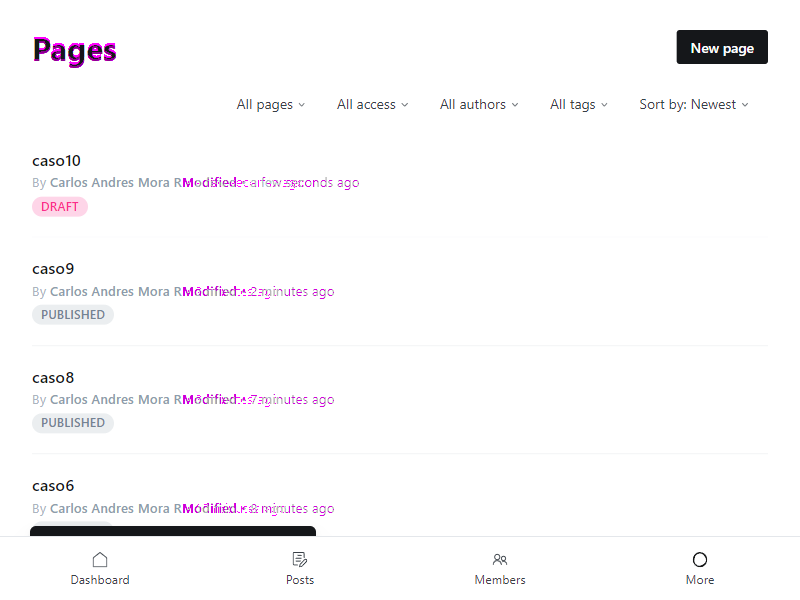 Pages
New page
All pages All access All authors All tags Sort by: Newest
caso10
By Carlos Andres Mora Modified: a few seconds ago
DRAFT
caso9
By Carlos Andres Mora Modified: 2 minutes ago
PUBLISHED
caso8
By Carlos Andres Mora Modified: 7 minutes ago
PUBLISHED
caso6
By Carlos Andres Mora Modified: 8 minutes ago
Dashboard Posts Members More